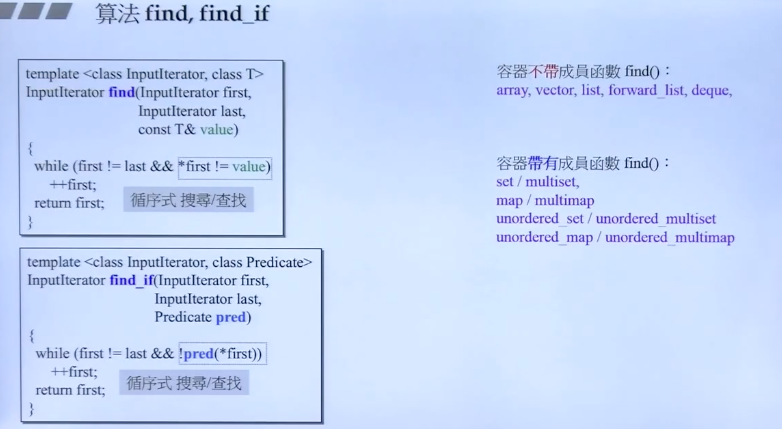 算法 find, find_if
template <class InputIterator, class T>
InputIterator find(InputIterator first,
InputIterator last,
const T& value)
{
while (first != last && *first != value)
++first;
return first;
循序式 搜尋/查找
}
template <class InputIterator, class Predicate>
InputIterator find_if(InputIterator first,
InputIterator last,
Predicate pred)
{
while (first != last && !pred(*first))
++first;
return first;
循序式 搜尋/查找
}
容器不帶成員函數 find()：
array, vector, list, forward_list, deque,
容器帶有成員函數 find()：
set / multiset,
map / multimap
unordered_set / unordered_multiset
unordered_map / unordered_multimap